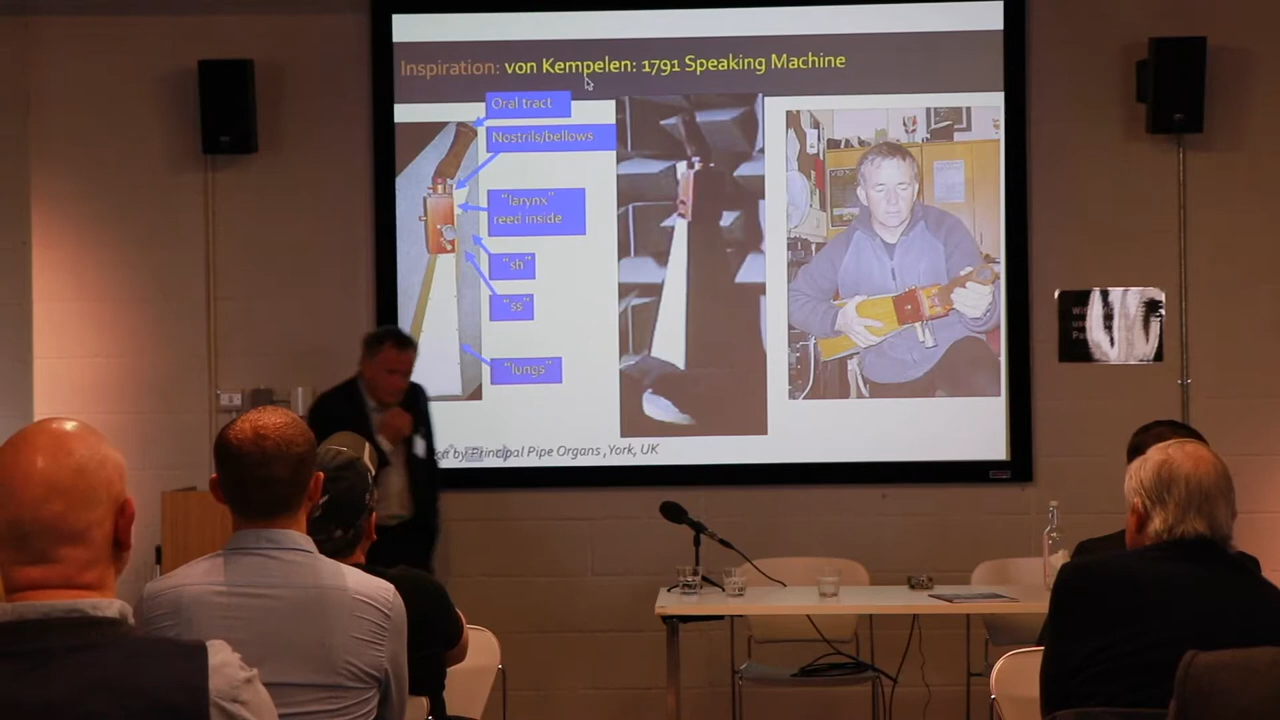 Inspiration: von Kempelen: 1791 Speaking Machine
Oral tract
Nostrils/bellows
"larynx"
reed inside
"sh"
"ss"
"lungs"
by Principal Pipe Organs, York, UK